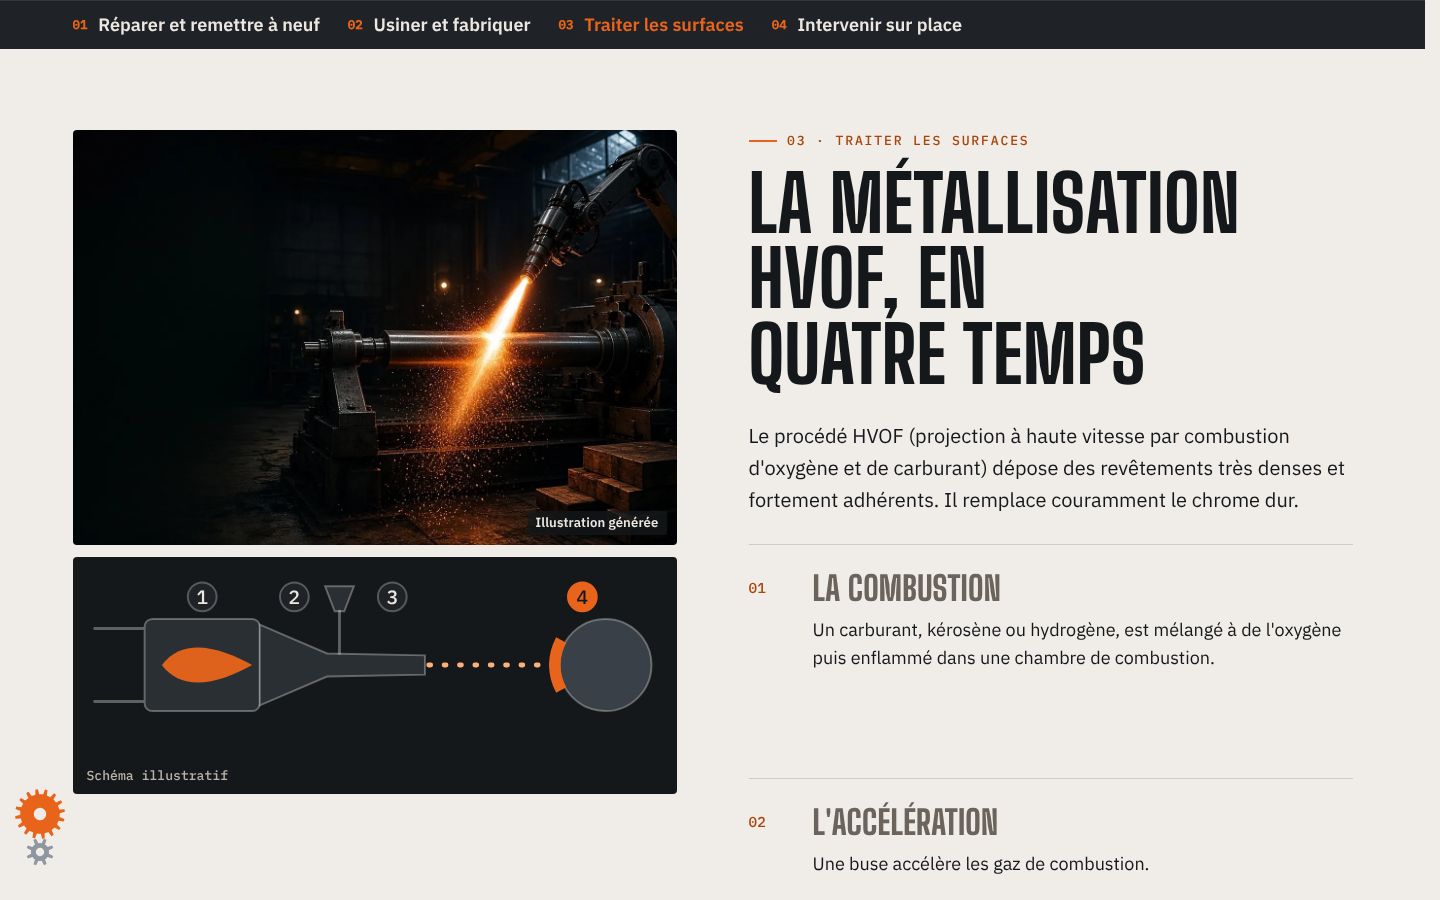 01 Réparer et remettre à neuf 02 Usiner et fabriquer 03 Traiter les surfaces 04 Intervenir sur place
Illustration générée
1 2 3 4
Schéma illustratif
03 · TRAITER LES SURFACES
LA MÉTALLISATION
HVOF, EN
QUATRE TEMPS
Le procédé HVOF (projection à haute vitesse par combustion
d'oxygène et de carburant) dépose des revêtements très denses et
fortement adhérents. Il remplace couramment le chrome dur.
01 LA COMBUSTION
Un carburant, kérosène ou hydrogène, est mélangé à de l'oxygène
puis enflammé dans une chambre de combustion.
02 L'ACCÉLÉRATION
Une buse accélère les gaz de combustion.